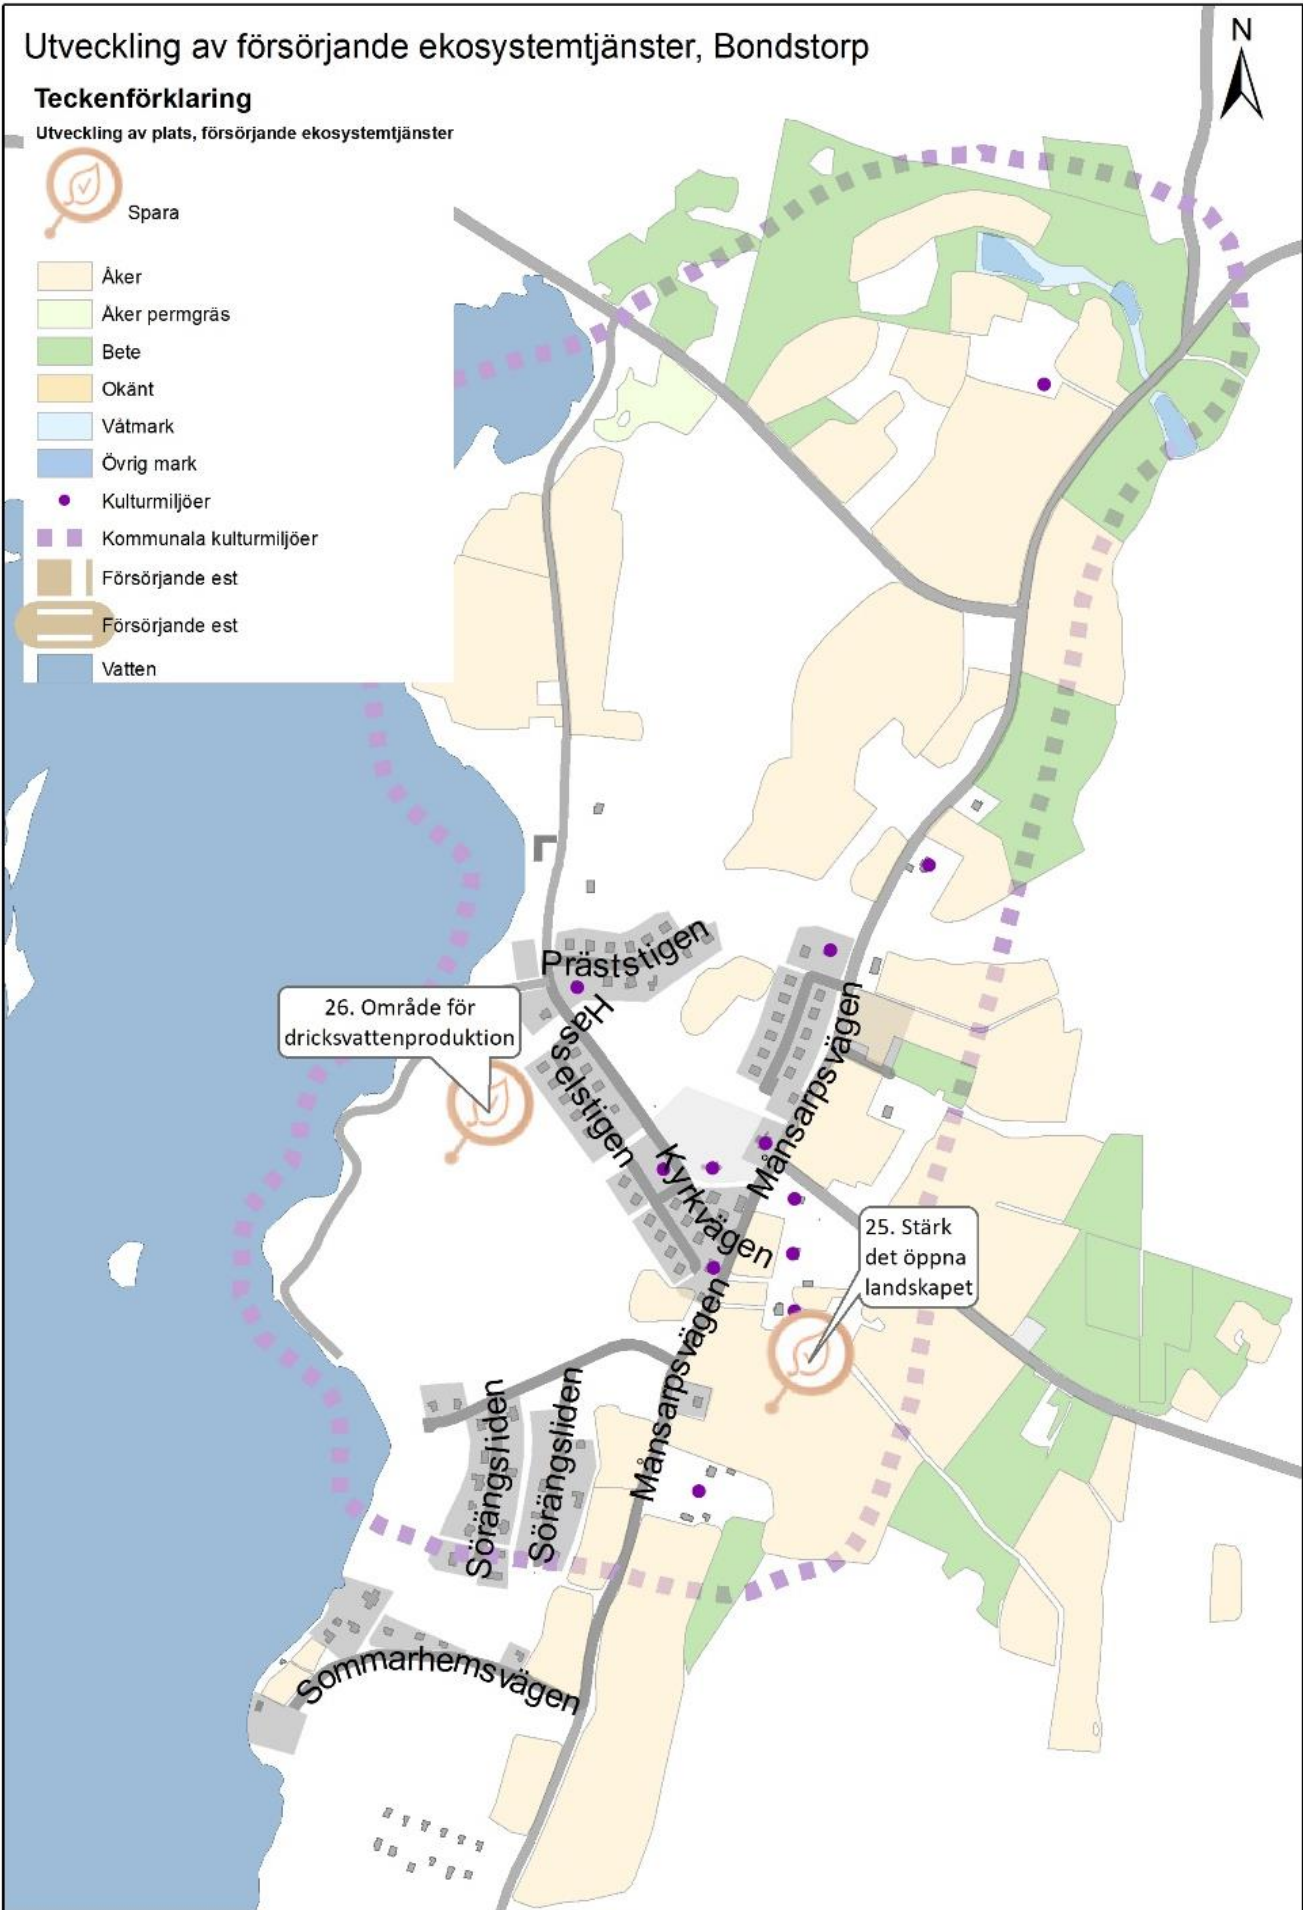 Utveckling av försörjande ekosystemtjänster, Bondstorp
N
Teckenförklaring
Utveckling av plats, försörjande ekosystemtjänster
Spara
Åker
Åker permgräs
Bete
Okänt
Våtmark
Övrig mark
Kulturmiljöer
Kommunala kulturmiljöer
Försörjande est
Försörjande est
Vatten
Präststigen
26. Område för
dricksvattenproduktion
Hasselstigen
Månsarpsvägen
Kyrkvägen
25. Stärk
det öppna
landskapet
Månsarpsvägen
Sörängsliden
Sörängsliden
Sommarhemsvägen